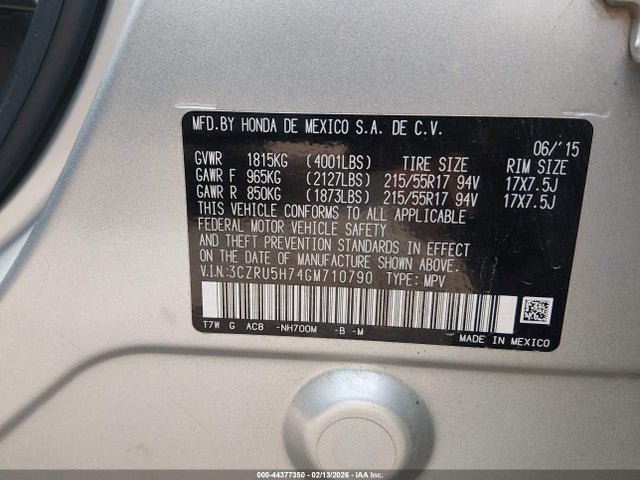 MFD.BY HONDA DE MEXICO S.A. DE C.V.
06/'15
GVWR 1815KG (4001LBS) TIRE SIZE RIM SIZE
GAWR F 965KG (2127LBS) 215/55R17 94V 17X7.5J
GAWR R 850KG (1873LBS) 215/55R17 94V 17X7.5J
THIS VEHICLE CONFORMS TO ALL APPLICABLE
FEDERAL MOTOR VEHICLE SAFETY
AND THEFT PREVENTION STANDARDS IN EFFECT
ON THE DATE OF MANUFACTURE SHOWN ABOVE.
V.I.N:3CZRU5H74GM710790 TYPE: MPV
T7W G AC8 -NH700M -B -M
MADE IN MEXICO
000-44377350 - 02/13/2026 - Copyright IAA, Inc.